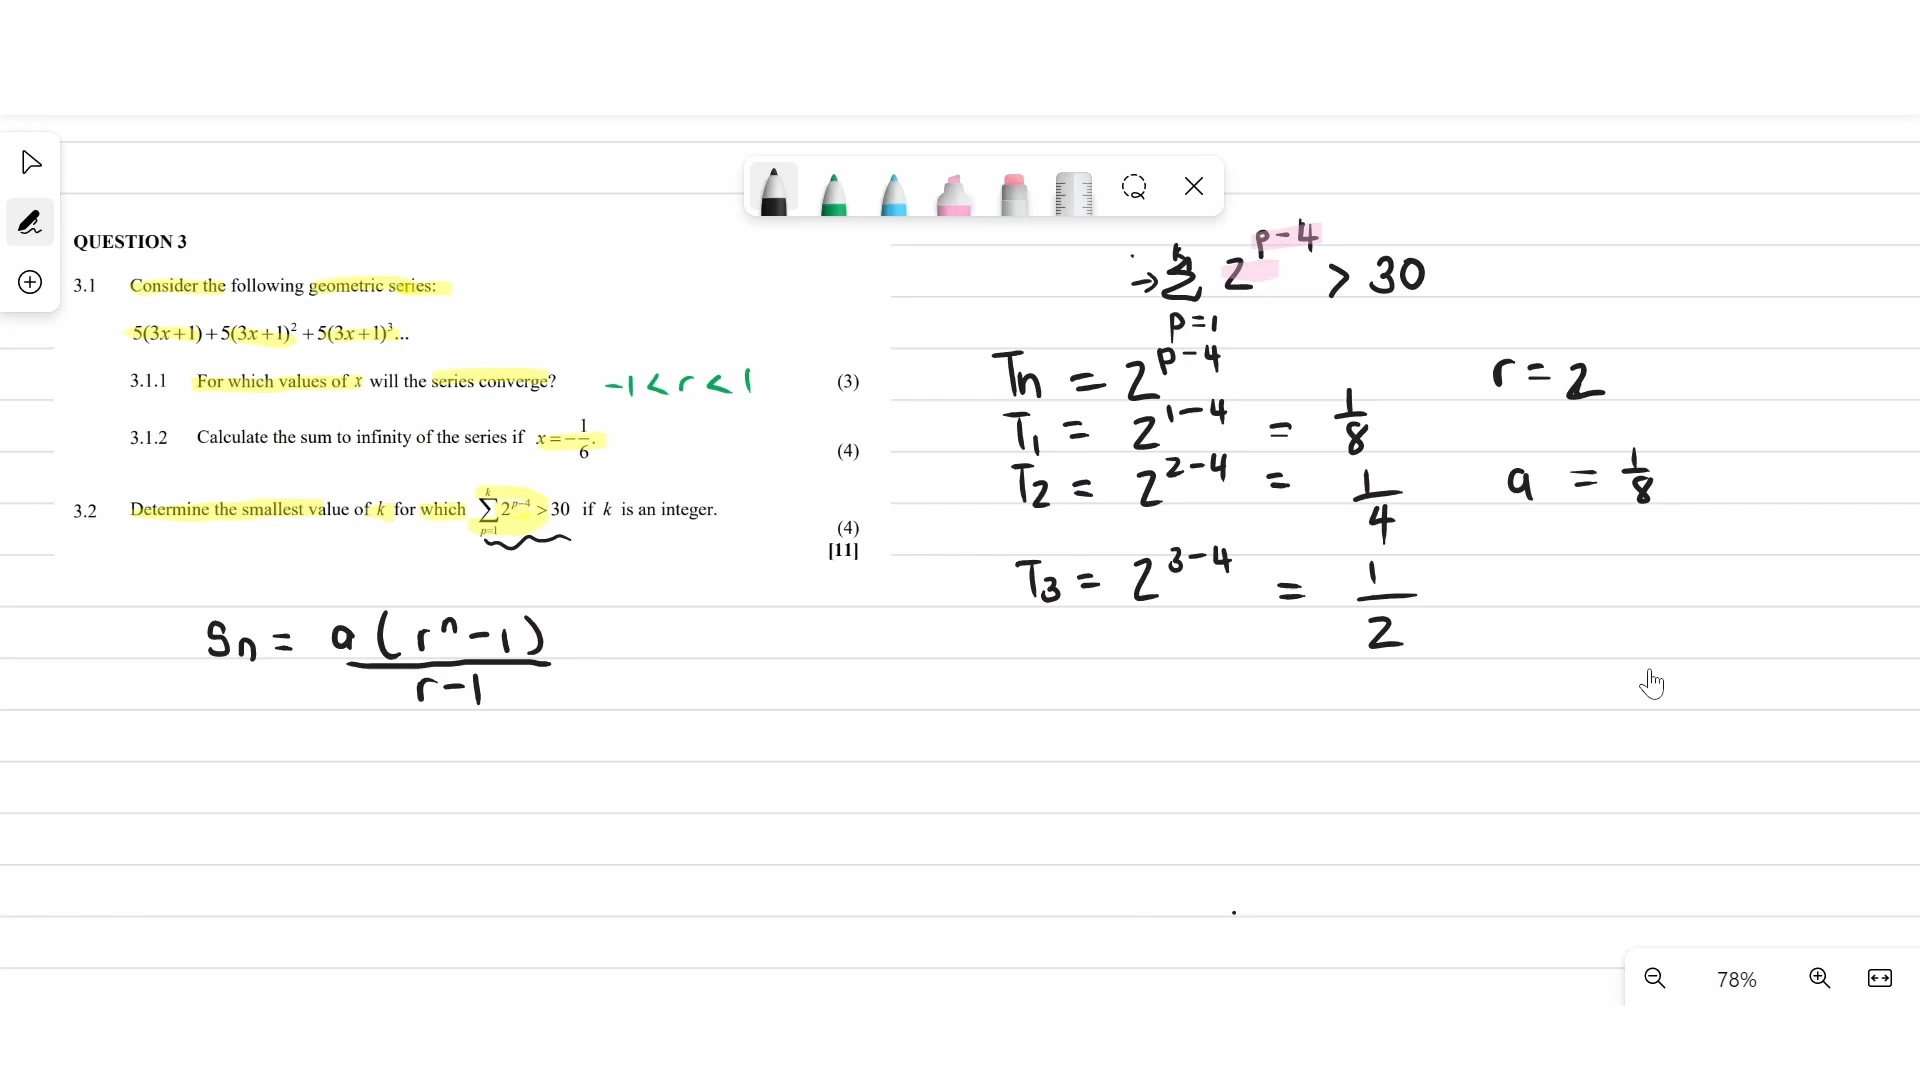 QUESTION 3
3.1 Consider the following geometric series:
5(3x+1)+5(3x+1)²+5(3x+1)³...
3.1.1 For which values of x will the series converge? -1 < r < 1 (3)
3.1.2 Calculate the sum to infinity of the series if x = -1/6. (4)
3.2 Determine the smallest value of k for which ∑_{p=1}^{k} 2^{p-4} > 30 if k is an integer. (4)
[11]
Sn = a(r^n - 1) / r-1
→ ∑_{p=1}^{k} 2^{p-4} > 30
Tn = 2^{p-4} r = 2
T1 = 2^{1-4} = 1/8
T2 = 2^{2-4} = 1/4 a = 1/8
T3 = 2^{3-4} = 1/2
78%